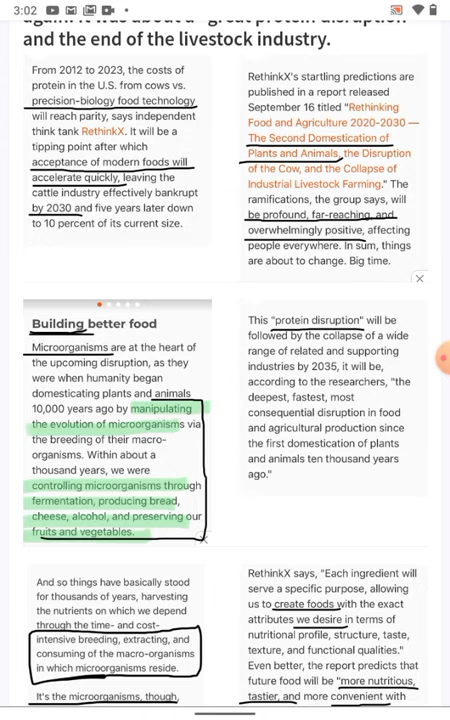 3:02
again. It was about a "great protein disruption"
and the end of the livestock industry.
From 2012 to 2023, the costs of
protein in the U.S. from cows vs.
precision-biology food technology
will reach parity, says independent
think tank RethinkX. It will be a
tipping point after which
acceptance of modern foods will
accelerate quickly, leaving the
cattle industry effectively bankrupt
by 2030 and five years later down
to 10 percent of its current size.
RethinkX's startling predictions are
published in a report released
September 16 titled "Rethinking
Food and Agriculture 2020-2030 —
The Second Domestication of
Plants and Animals, the Disruption
of the Cow, and the Collapse of
Industrial Livestock Farming." The
ramifications, the group says, will
be profound, far-reaching, and
overwhelmingly positive, affecting
people everywhere. In sum, things
are about to change. Big time.
Building better food
Microorganisms are at the heart of
the upcoming disruption, as they
were when humanity began
domesticating plants and animals
10,000 years ago by manipulating
the evolution of microorganisms via
the breeding of their macro-
organisms. Within about a
thousand years, we were
controlling microorganisms through
fermentation, producing bread,
cheese, alcohol, and preserving our
fruits and vegetables.
This "protein disruption" will be
followed by the collapse of a wide
range of related and supporting
industries by 2035, it will be,
according to the researchers, "the
deepest, fastest, most
consequential disruption in food
and agricultural production since
the first domestication of plants
and animals ten thousand years
ago."
And so things have basically stood
for thousands of years, harvesting
the nutrients on which we depend
through the time- and cost-
intensive breeding, extracting, and
consuming of the macro-organisms
in which microorganisms reside.
It's the microorganisms, though,
RethinkX says, "Each ingredient will
serve a specific purpose, allowing
us to create foods with the exact
attributes we desire in terms of
nutritional profile, structure, taste,
texture, and functional qualities."
Even better, the report predicts that
future food will be "more nutritious,
tastier, and more convenient with